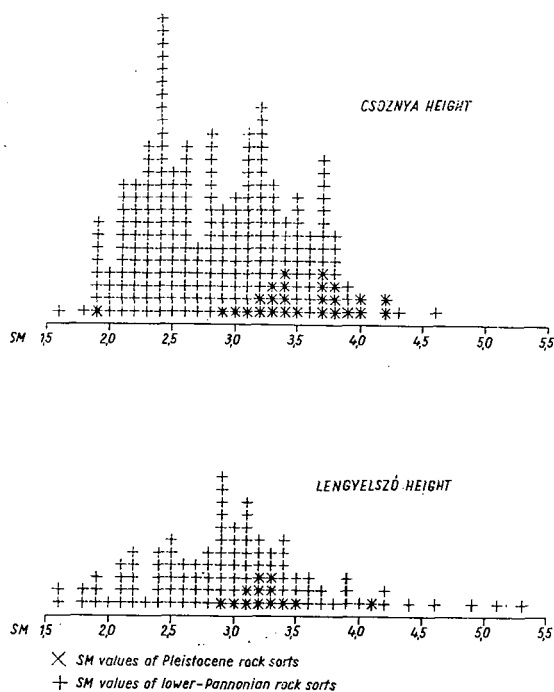 CSOZNYA HEIGHT
SM 1,5 2,0 2,5 3,0 3,5 4,0 4,5 5,0 5,5
LENGYELSZÓ HEIGHT
SM 1,5 2,0 2,5 3,0 3,5 4,0 4,5 5,0 5,5
SM values of Pleistocene rock sorts
SM values of lower-Pannonian rock sorts